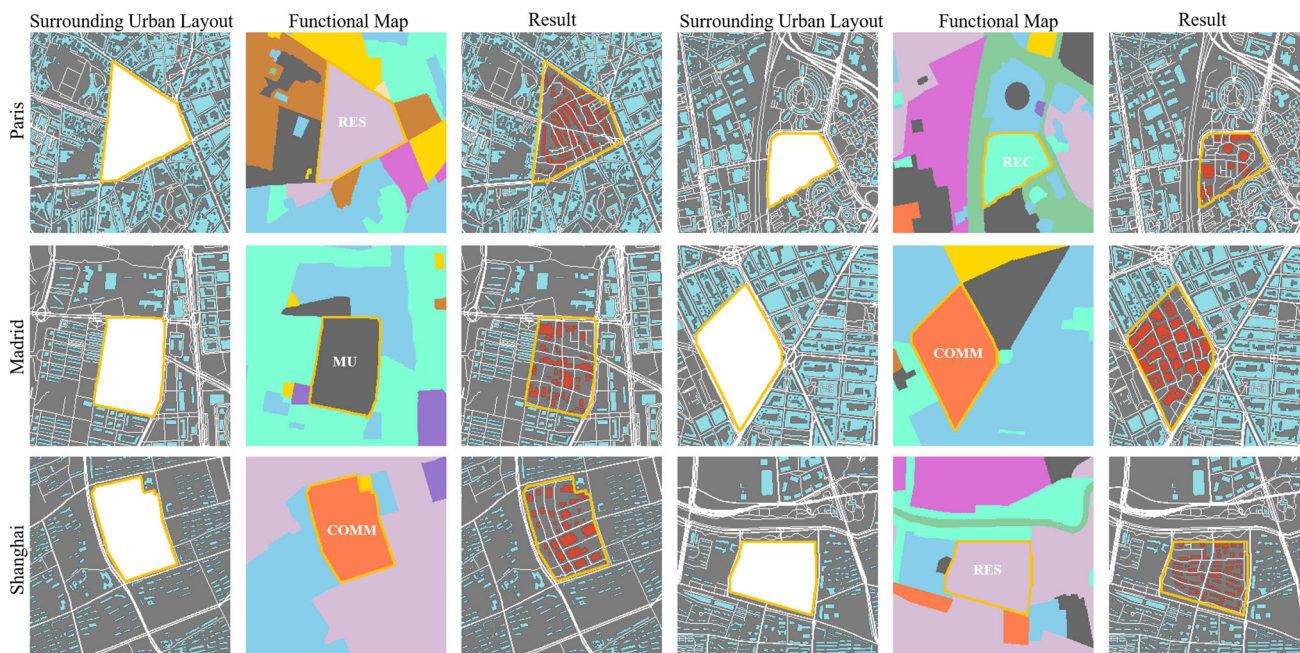 Surrounding Urban Layout Functional Map Result Surrounding Urban Layout Functional Map Result
Paris
RES
REC
Madrid
MU
COMM
Shanghai
COMM
RES